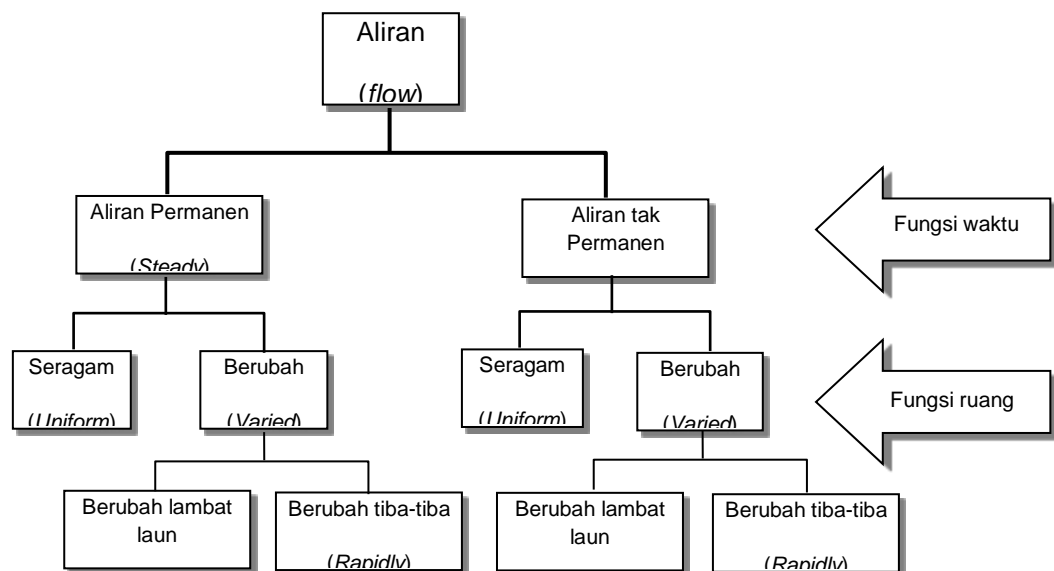 Aliran
(flow)
Aliran Permanen
(Steady)
Aliran tak
Permanen
Fungsi waktu
Seragam
(Uniform)
Berubah
(Varied)
Seragam
(Uniform)
Berubah
(Varied)
Fungsi ruang
Berubah lambat
laun
Berubah tiba-tiba
(Rapidly)
Berubah lambat
laun
Berubah tiba-tiba
(Rapidly)